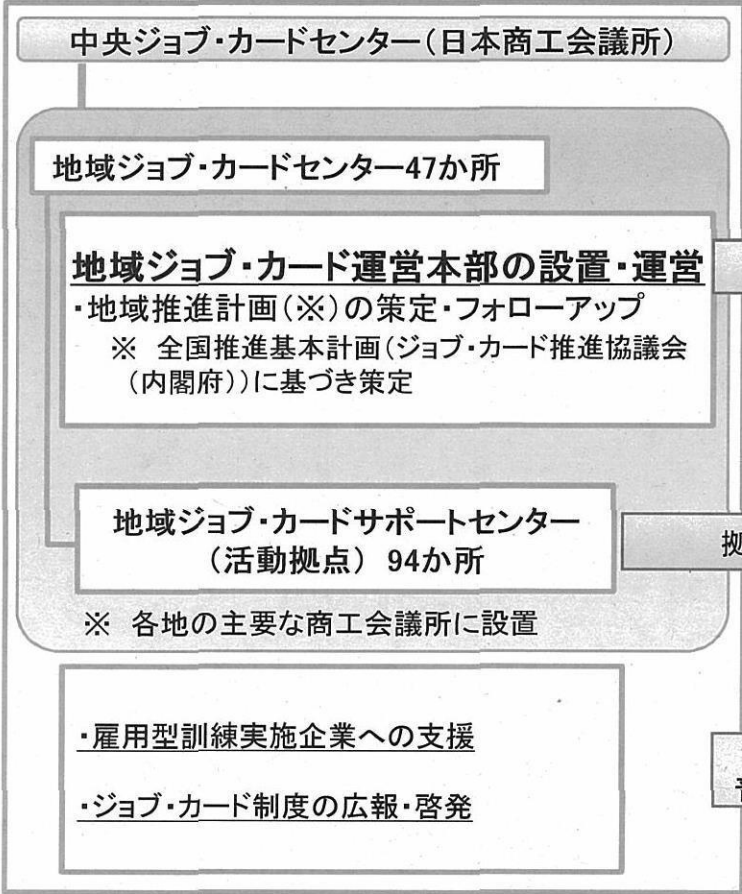 中央ジョブ・カードセンター(日本商工会議所)
地域ジョブ・カードセンター47か所
地域ジョブ・カード運営本部の設置・運営
・地域推進計画(※)の策定・フォローアップ
※ 全国推進基本計画(ジョブ・カード推進協議会
(内閣府))に基づき策定
地域ジョブ・カードサポートセンター
(活動拠点) 94か所
拠
※ 各地の主要な商工会議所に設置
・雇用型訓練実施企業への支援
・ジョブ・カード制度の広報・啓発